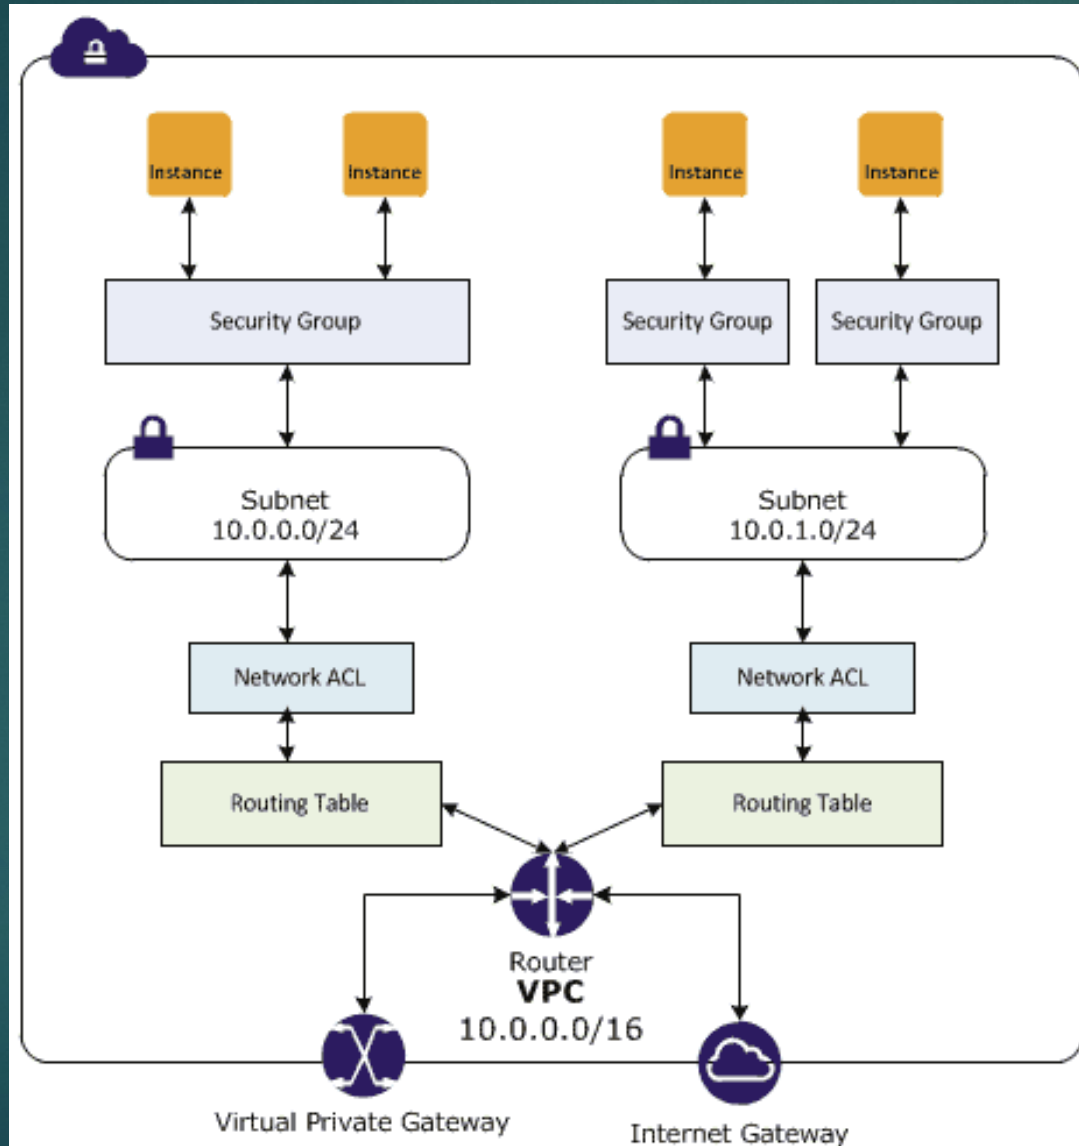 Instance
Instance
Instance
Instance
Security Group
Security Group
Security Group
Subnet
10.0.0.0/24
Subnet
10.0.1.0/24
Network ACL
Network ACL
Routing Table
Routing Table
Router
VPC
10.0.0.0/16
Virtual Private Gateway
Internet Gateway